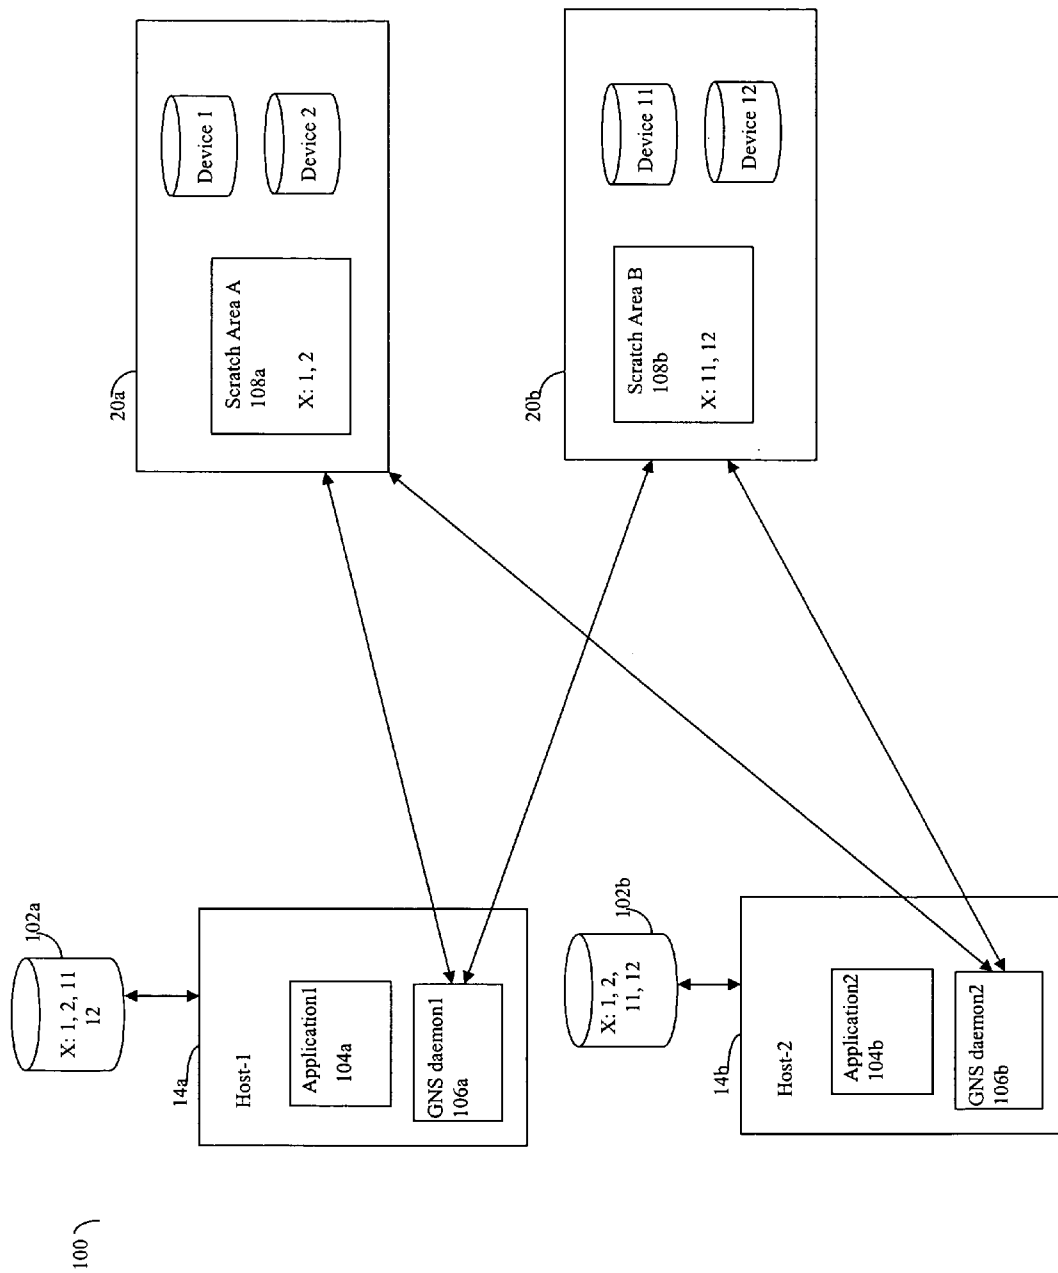 100
102a
X: 1, 2, 11
12
14a
Host-1
Application1
104a
GNS daemon1
106a
102b
X: 1, 2,
11, 12
14b
Host-2
Application2
104b
GNS daemon2
106b
20a
Scratch Area A
108a
X: 1, 2
Device 1
Device 2
20b
Scratch Area B
108b
X: 11, 12
Device 11
Device 12